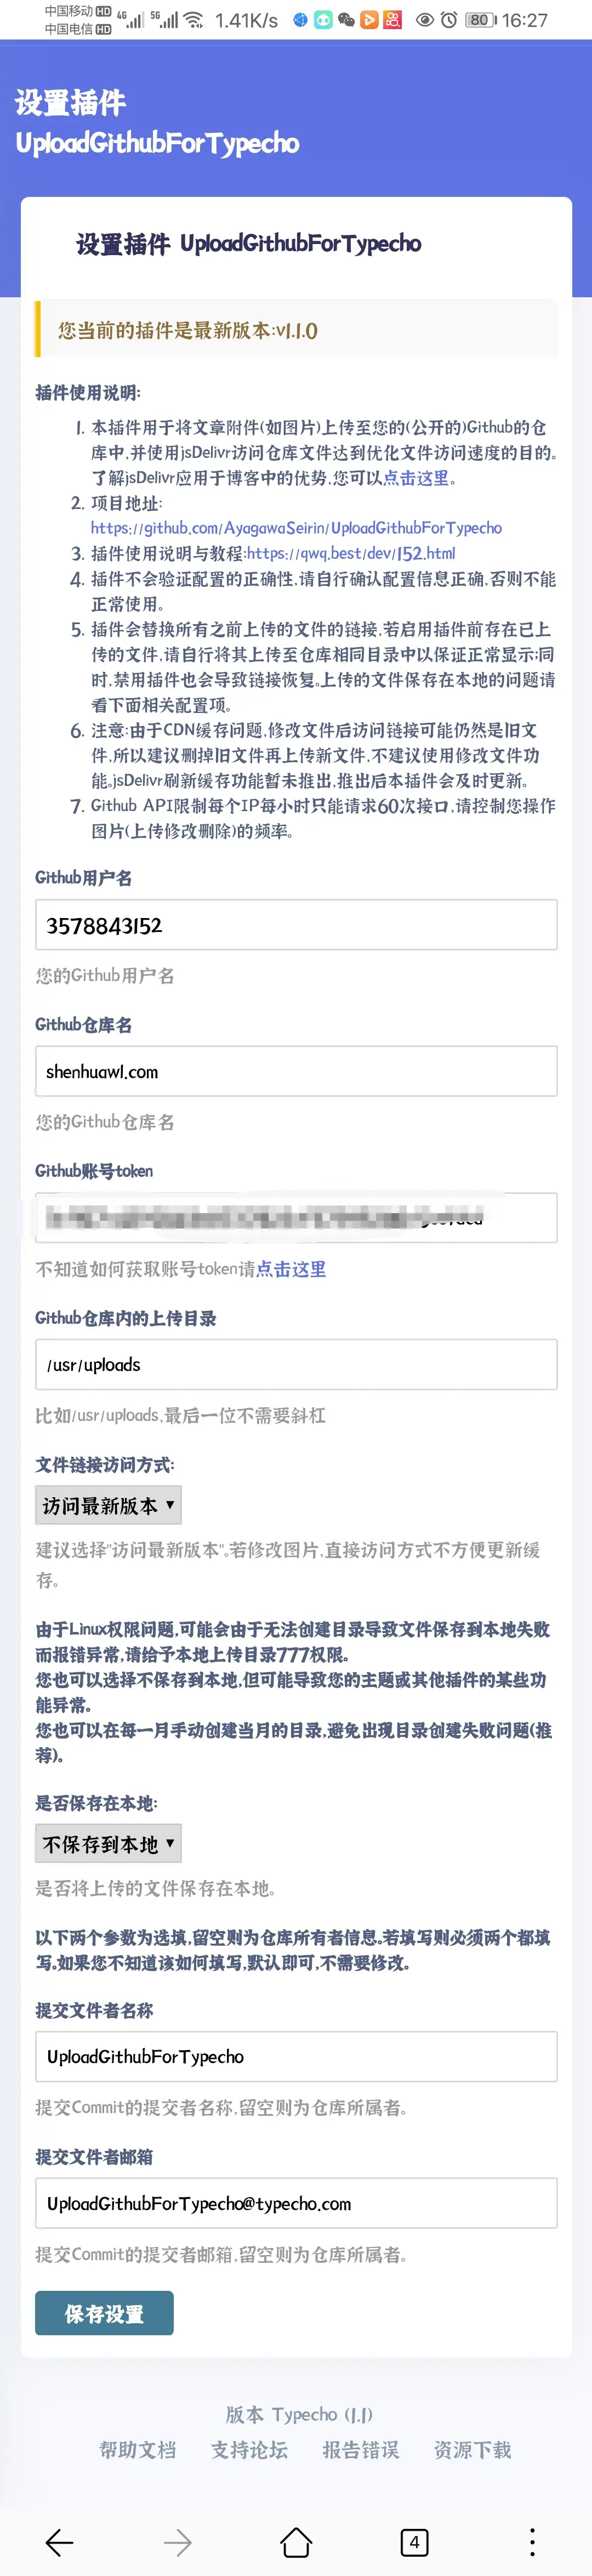 中国移动 HD 4G 5G 1.41K/s 80 16:27
中国电信 HD
设置插件
UploadGithubForTypecho
设置插件 UploadGithubForTypecho
您当前的插件是最新版本:v1.1.0
插件使用说明:
1. 本插件用于将文章附件(如图片)上传至您的(公开的)Github的仓
库中,并使用jsDelivr访问仓库文件达到优化文件访问速度的目的。
了解jsDelivr应用于博客中的优势,您可以点击这里。
2. 项目地址:
https://github.com/AyagawaSeirin/UploadGithubForTypecho
3. 插件使用说明与教程:https://qwq.best/dev/152.html
4. 插件不会验证配置的正确性,请自行确认配置信息正确,否则不能
正常使用。
5. 插件会替换所有之前上传的文件的链接,若启用插件前存在已上
传的文件,请自行将其上传至仓库相同目录中以保证正常显示;同
时,禁用插件也会导致链接恢复。上传的文件保存在本地的问题请
看下面相关配置项。
6. 注意:由于CDN缓存问题,修改文件后访问链接可能仍然是旧文
件,所以建议删掉旧文件再上传新文件,不建议使用修改文件功
能。jsDelivr刷新缓存功能暂未推出,推出后本插件会及时更新。
7. Github API限制每个IP每小时只能请求60次接口,请控制您操作
图片(上传修改删除)的频率。
Github用户名
3578843152
您的Github用户名
Github仓库名
shenhuawl.com
您的Github仓库名
Github账号token
不知道如何获取账号token请点击这里
Github仓库内的上传目录
/usr/uploads
比如/usr/uploads,最后一位不需要斜杠
文件链接访问方式:
访问最新版本 ▼
建议选择"访问最新版本"。若修改图片,直接访问方式不方便更新缓
存。
由于Linux权限问题,可能会由于无法创建目录导致文件保存到本地失败
而报错异常,请给予本地上传目录777权限。
您也可以选择不保存到本地,但可能导致您的主题或其他插件的某些功
能异常。
您也可以在每一月手动创建当月的目录,避免出现目录创建失败问题(推
荐)。
是否保存在本地:
不保存到本地 ▼
是否将上传的文件保存在本地。
以下两个参数为选填,留空则为仓库所有者信息。若填写则必须两个都填
写。如果您不知道该如何填写,默认即可,不需要修改。
提交文件者名称
UploadGithubForTypecho
提交Commit的提交者名称,留空则为仓库所属者。
提交文件者邮箱
UploadGithubForTypecho@typecho.com
提交Commit的提交者邮箱,留空则为仓库所属者。
保存设置
版本 Typecho (1.1)
帮助文档 支持论坛 报告错误 资源下载
4